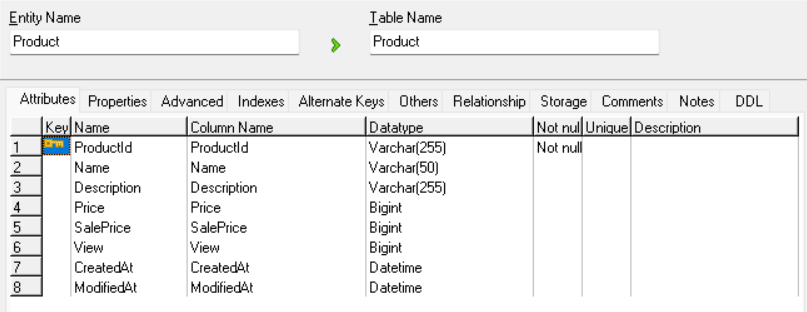 Entity Name Table Name
Product Product
Attributes Properties Advanced Indexes Alternate Keys Others Relationship Storage Comments Notes DDL
Key Name Column Name Datatype Not nul Unique Description
1 ProductId ProductId Varchar(255) Not null
2 Name Name Varchar(50)
3 Description Description Varchar(255)
4 Price Price Bigint
5 SalePrice SalePrice Bigint
6 View View Bigint
7 CreatedAt CreatedAt Datetime
8 ModifiedAt ModifiedAt Datetime